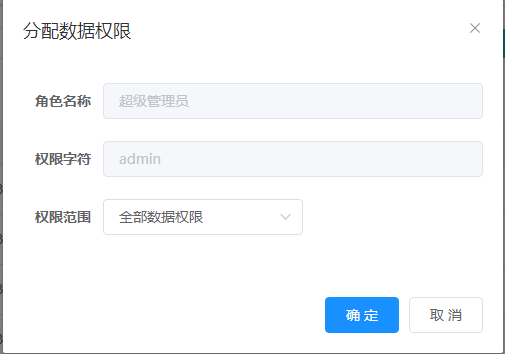 分配数据权限
角色名称 超级管理员
权限字符 admin
权限范围 全部数据权限
确 定 取 消